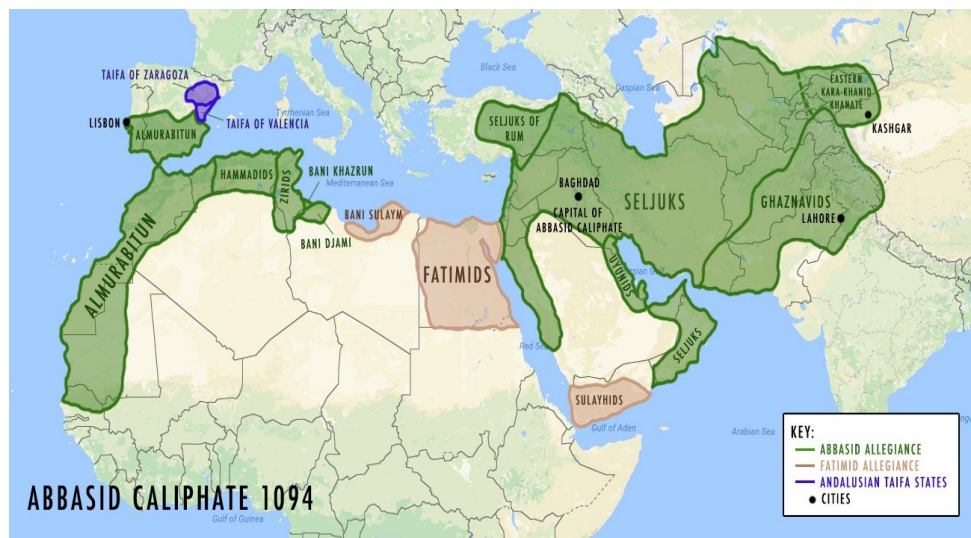 TAIFA OF ZARAGOZA
Black Sea
Caspian Sea
EASTERN
KARA-KHANID
KHANATE
LISBON
Tyrrhenian Sea
TAIFA OF VALENCIA
SELJUKS
OF RUM
KASHGAR
ALMURABITUN
HAMMADIDS
ZIRIDS
BANI KHAZRUN
Mediterranean Sea
BAGHDAD
CAPITAL OF
ABBASID CALIPHATE
SELJUKS
GHAZNAVIDS
LAHORE
BANI SULAYM
BANI DJAMI
ALMURABITUN
FATIMIDS
UYUNIDS
Persian Gulf
Red Sea
SELJUKS
SULAYHIDS
Gulf of Aden
Arabian Sea
KEY:
ABBASID ALLEGIANCE
FATIMID ALLEGIANCE
ANDALUSIAN TAIFA STATES
CITIES
ABBASID CALIPHATE 1094
Gulf of Guinea